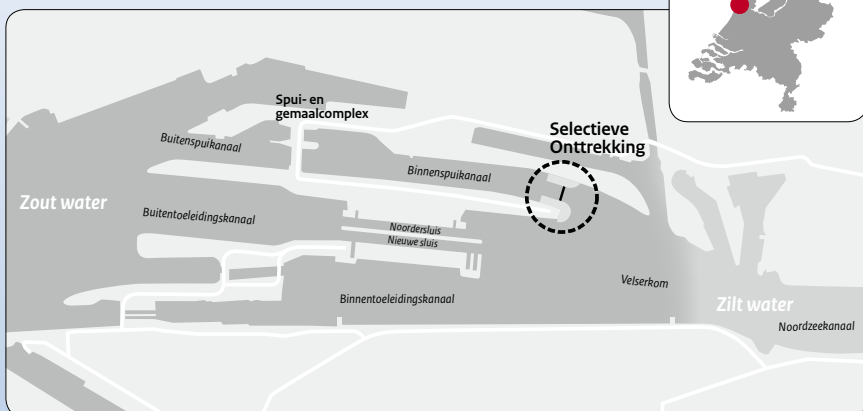 Spui- en
gemaalcomplex
Selectieve
Onttrekking
Buitenspuikanaal
Binnenspuikanaal
Zout water
Buitentoeleidingskanaal
Noordersluis
Nieuwe sluis
Velserkom
Binnentoeleidingskanaal
Zilt water
Noordzeekanaal